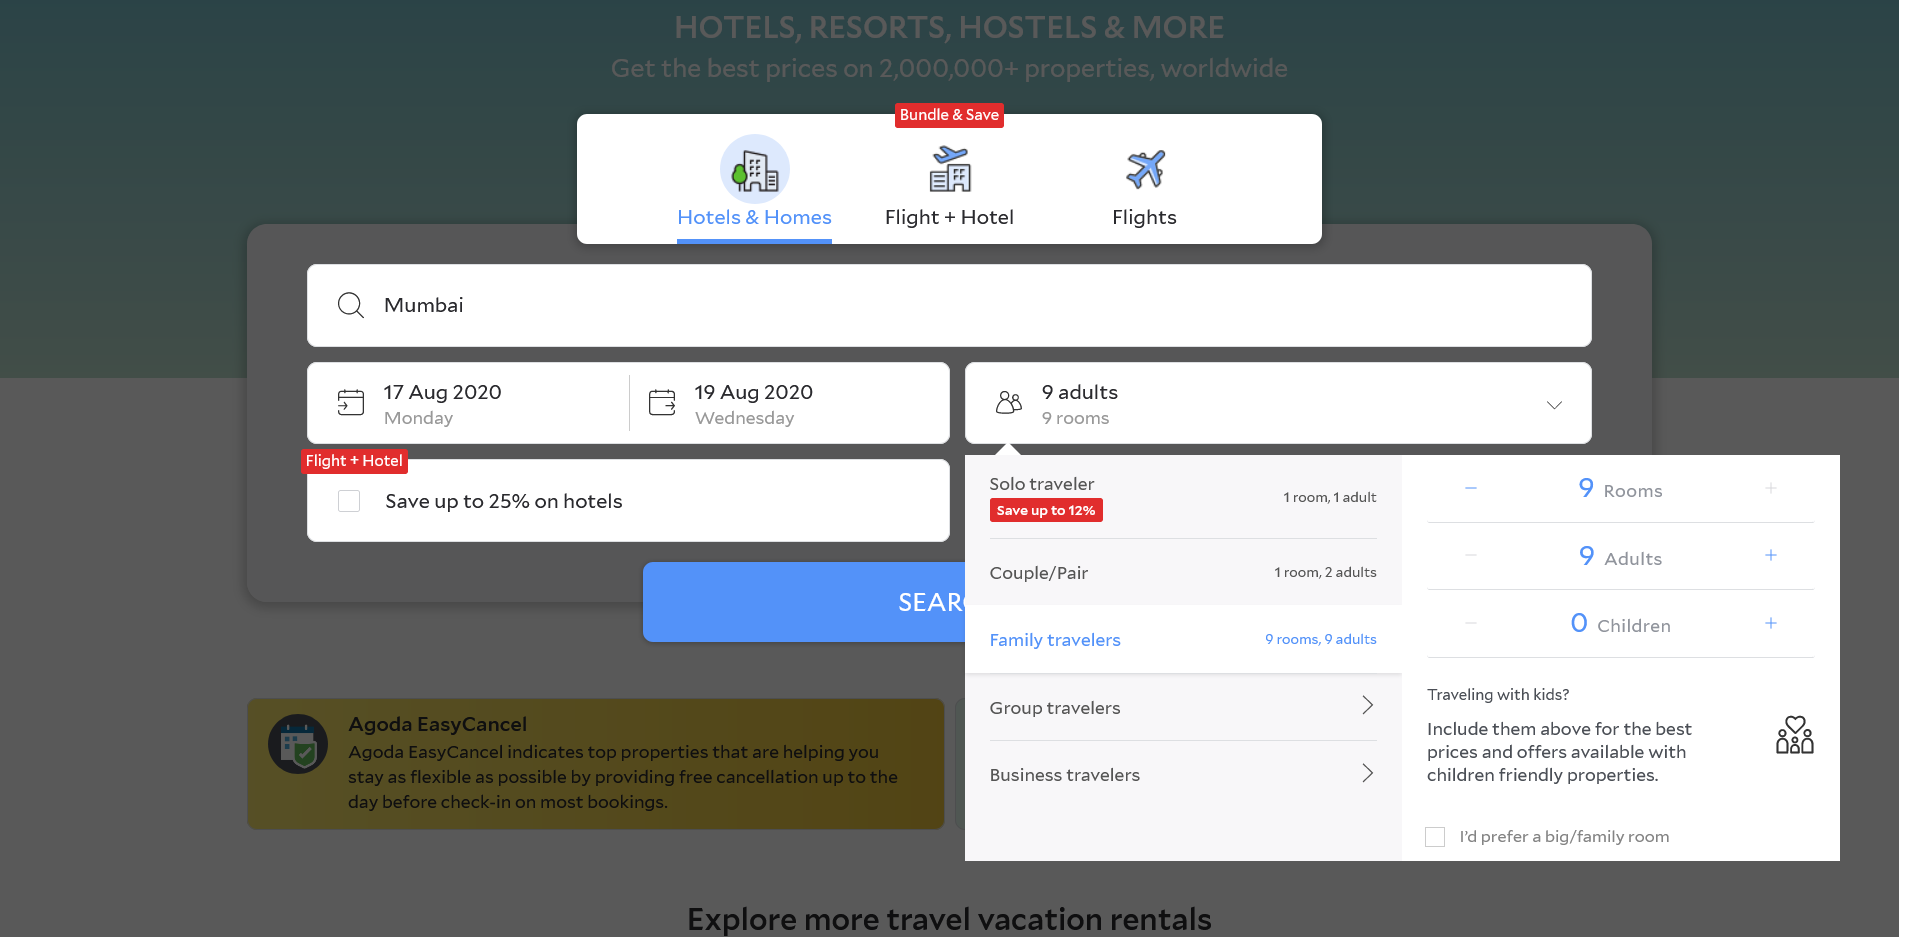 HOTELS, RESORTS, HOSTELS & MORE
Get the best prices on 2,000,000+ properties, worldwide
Bundle & Save
Hotels & Homes
Flight + Hotel
Flights
Mumbai
17 Aug 2020
Monday
19 Aug 2020
Wednesday
9 adults
9 rooms
Flight + Hotel
Save up to 25% on hotels
Solo traveler
Save up to 12%
1 room, 1 adult
Couple/Pair
1 room, 2 adults
Family travelers
9 rooms, 9 adults
Group travelers
Business travelers
− 9 Rooms +
− 9 Adults +
− 0 Children +
Traveling with kids?
Include them above for the best
prices and offers available with
children friendly properties.
I'd prefer a big/family room
Agoda EasyCancel
Agoda EasyCancel indicates top properties that are helping you
stay as flexible as possible by providing free cancellation up to the
day before check-in on most bookings.
Explore more travel vacation rentals